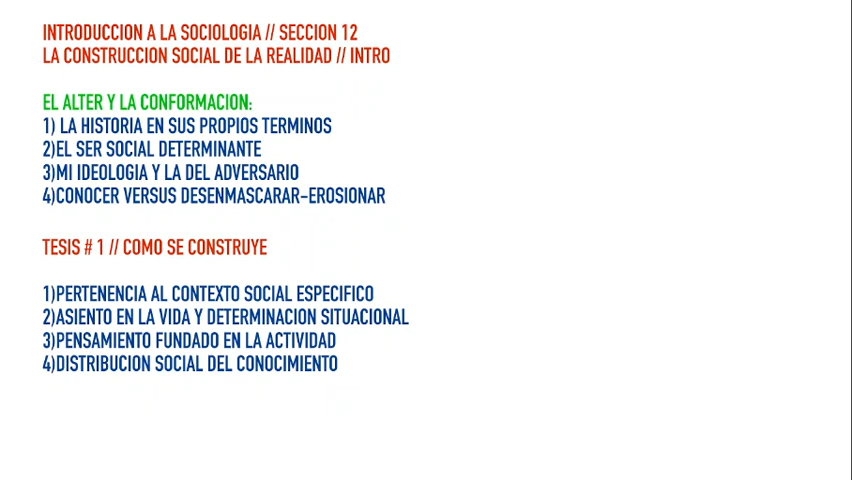 INTRODUCCION A LA SOCIOLOGIA // SECCION 12
LA CONSTRUCCION SOCIAL DE LA REALIDAD // INTRO
EL ALTER Y LA CONFORMACION:
1) LA HISTORIA EN SUS PROPIOS TERMINOS
2)EL SER SOCIAL DETERMINANTE
3)MI IDEOLOGIA Y LA DEL ADVERSARIO
4)CONOCER VERSUS DESENMASCARAR-EROSIONAR
TESIS # 1 // COMO SE CONSTRUYE
1)PERTENENCIA AL CONTEXTO SOCIAL ESPECIFICO
2)ASIENTO EN LA VIDA Y DETERMINACION SITUACIONAL
3)PENSAMIENTO FUNDADO EN LA ACTIVIDAD
4)DISTRIBUCION SOCIAL DEL CONOCIMIENTO